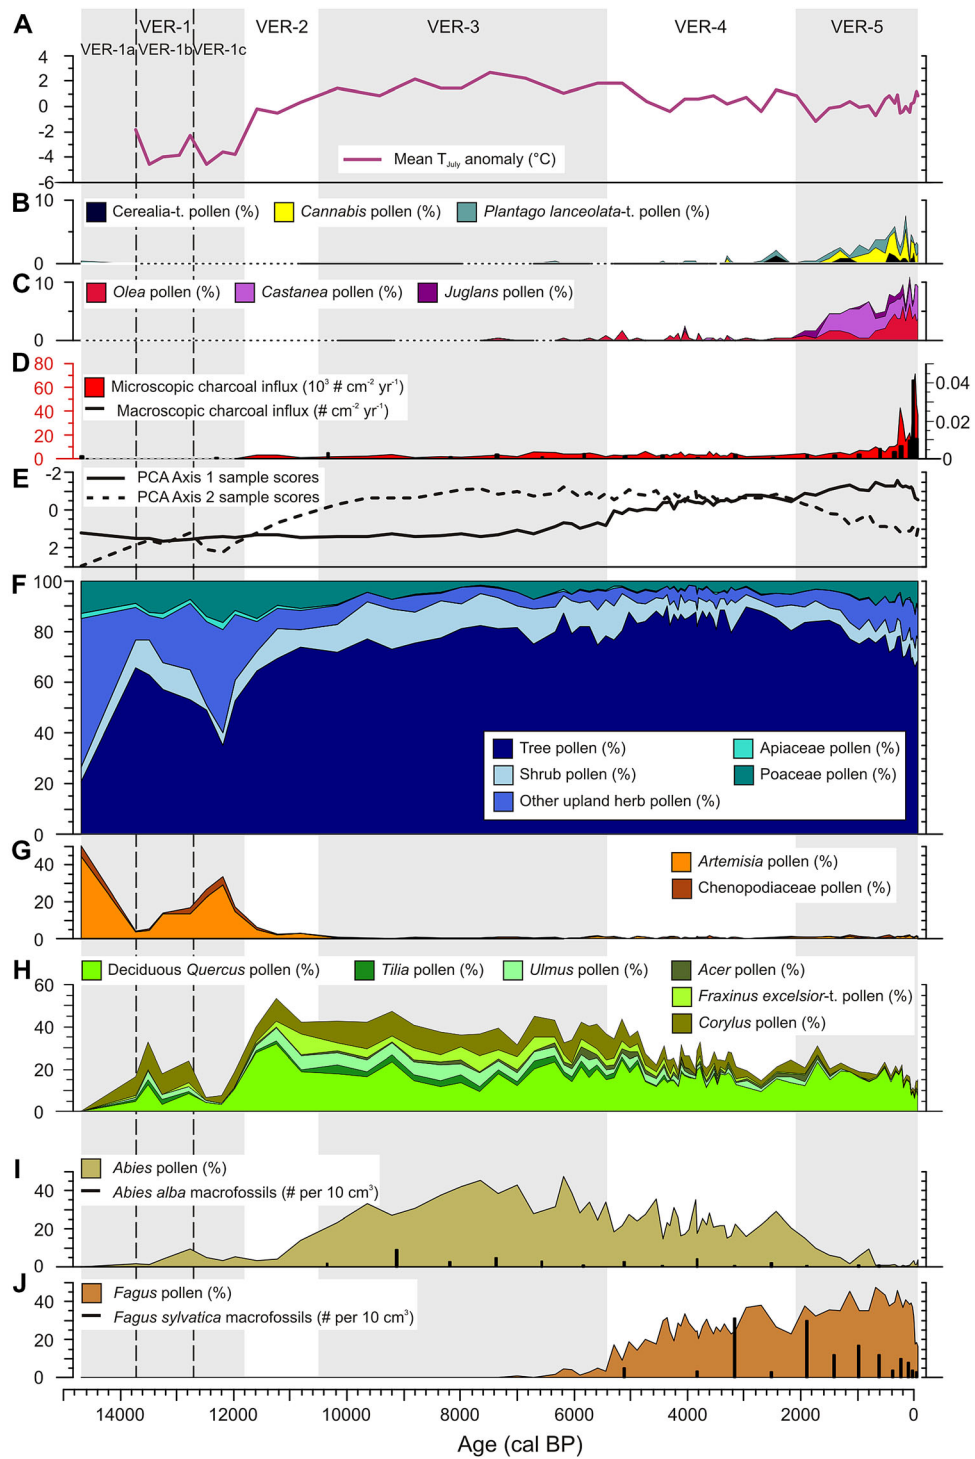 A
VER-1
VER-2
VER-3
VER-4
VER-5
VER-1a
VER-1b
VER-1c
4
2
0
-2
-4
-6
Mean TJuly anomaly (°C)
B
10
0
Cerealia-t. pollen (%)
Cannabis pollen (%)
Plantago lanceolata-t. pollen (%)
C
10
0
Olea pollen (%)
Castanea pollen (%)
Juglans pollen (%)
D
80
60
40
20
0
Microscopic charcoal influx (10³ # cm⁻² yr⁻¹)
Macroscopic charcoal influx (# cm⁻² yr⁻¹)
0.04
0.02
0
E
-2
0
2
PCA Axis 1 sample scores
PCA Axis 2 sample scores
F
100
80
60
40
20
0
Tree pollen (%)
Apiaceae pollen (%)
Shrub pollen (%)
Poaceae pollen (%)
Other upland herb pollen (%)
G
40
20
0
Artemisia pollen (%)
Chenopodiaceae pollen (%)
H
Deciduous Quercus pollen (%)
Tilia pollen (%)
Ulmus pollen (%)
Acer pollen (%)
Fraxinus excelsior-t. pollen (%)
Corylus pollen (%)
60
40
20
0
I
Abies pollen (%)
Abies alba macrofossils (# per 10 cm³)
40
20
0
J
Fagus pollen (%)
Fagus sylvatica macrofossils (# per 10 cm³)
40
20
0
14000
12000
10000
8000
6000
4000
2000
0
Age (cal BP)